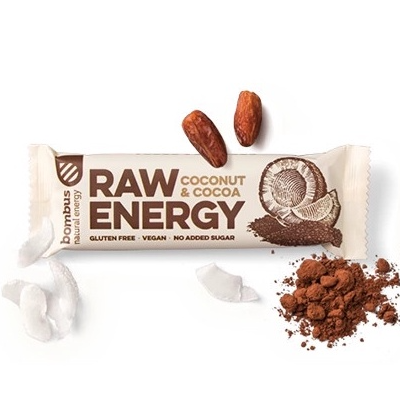 bombus
natural energy
RAW
ENERGY
COCONUT
& COCOA
GLUTEN FREE · VEGAN · NO ADDED SUGAR